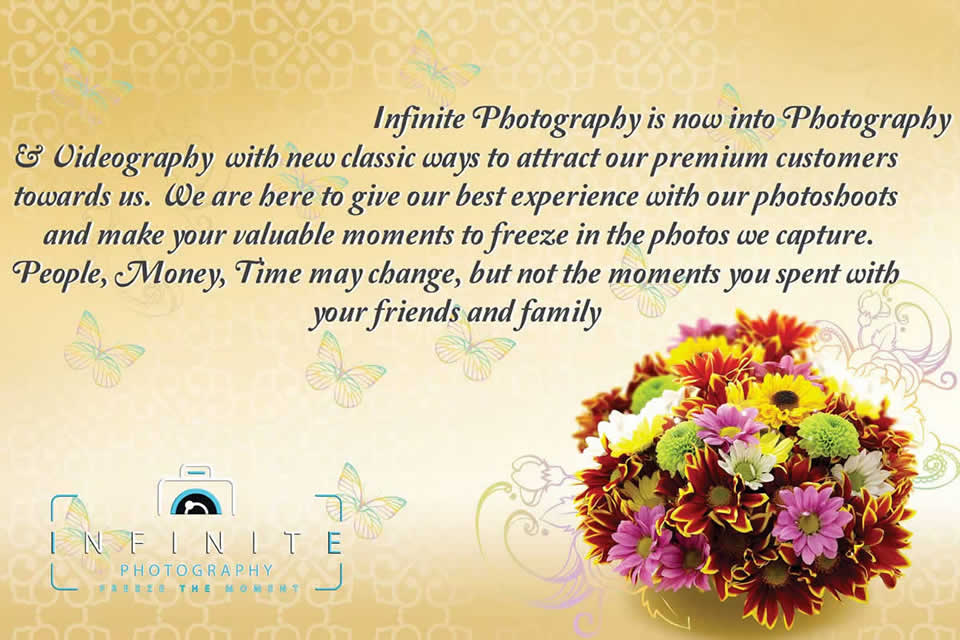 Infinite Photography is now into Photography
& Videography with new classic ways to attract our premium customers
towards us. We are here to give our best experience with our photoshoots
and make your valuable moments to freeze in the photos we capture.
People, Money, Time may change, but not the moments you spent with
your friends and family
INFINITE
PHOTOGRAPHY
FREEZE THE MOMENT